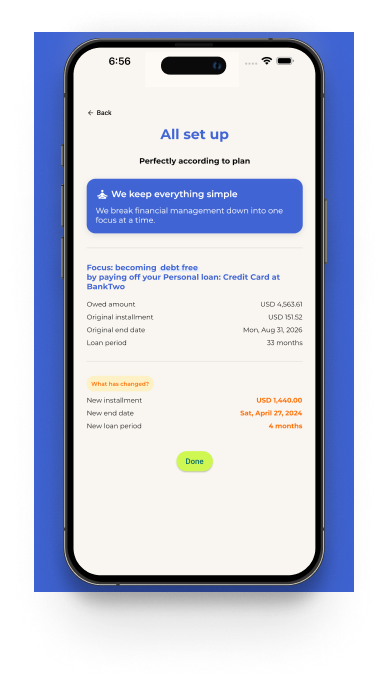 6:56
← Back
All set up
Perfectly according to plan
We keep everything simple
We break financial management down into one
focus at a time.
Focus: becoming debt free
by paying off your Personal loan: Credit Card at
BankTwo
Owed amount USD 4,563.61
Original installment USD 151.52
Original end date Mon, Aug 31, 2026
Loan period 33 months
What has changed?
New installment USD 1,440.00
New end date Sat, April 27, 2024
New loan period 4 months
Done